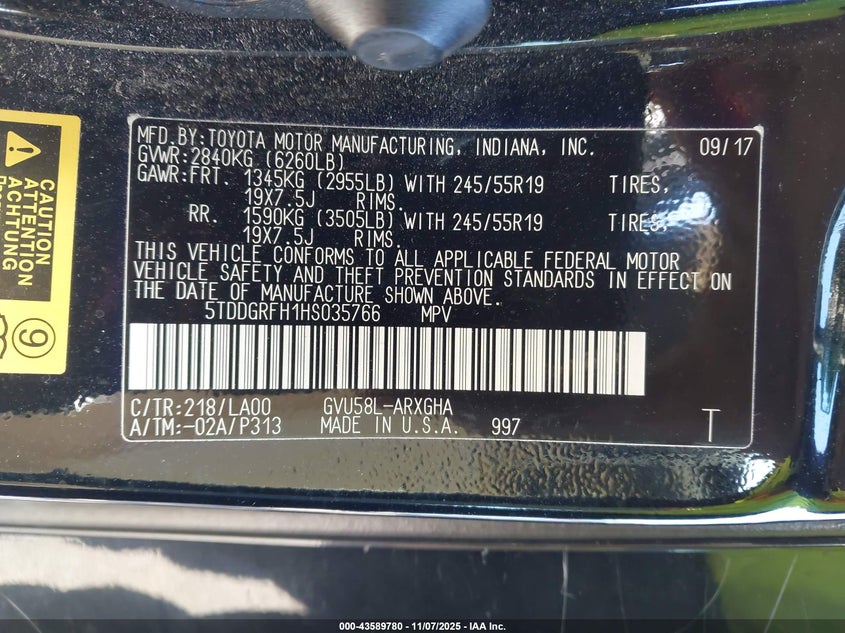 CAUTION
ATTENTION
ACHTUNG
9
MFD.BY:TOYOTA MOTOR MANUFACTURING, INDIANA, INC. 09/17
GVWR:2840KG (6260LB)
GAWR:FRT. 1345KG (2955LB) WITH 245/55R19 TIRES,
19X7.5J RIMS.
RR. 1590KG (3505LB) WITH 245/55R19 TIRES,
19X7.5J RIMS.
THIS VEHICLE CONFORMS TO ALL APPLICABLE FEDERAL MOTOR
VEHICLE SAFETY AND THEFT PREVENTION STANDARDS IN EFFECT ON
THE DATE OF MANUFACTURE SHOWN ABOVE.
5TDDGRFH1HS035766 MPV
C/TR:218/LA00 GVU58L-ARXGHA
A/TM:-02A/P313 MADE IN U.S.A. 997 T
000-43589780 - 11/07/2025 - IAA Inc.